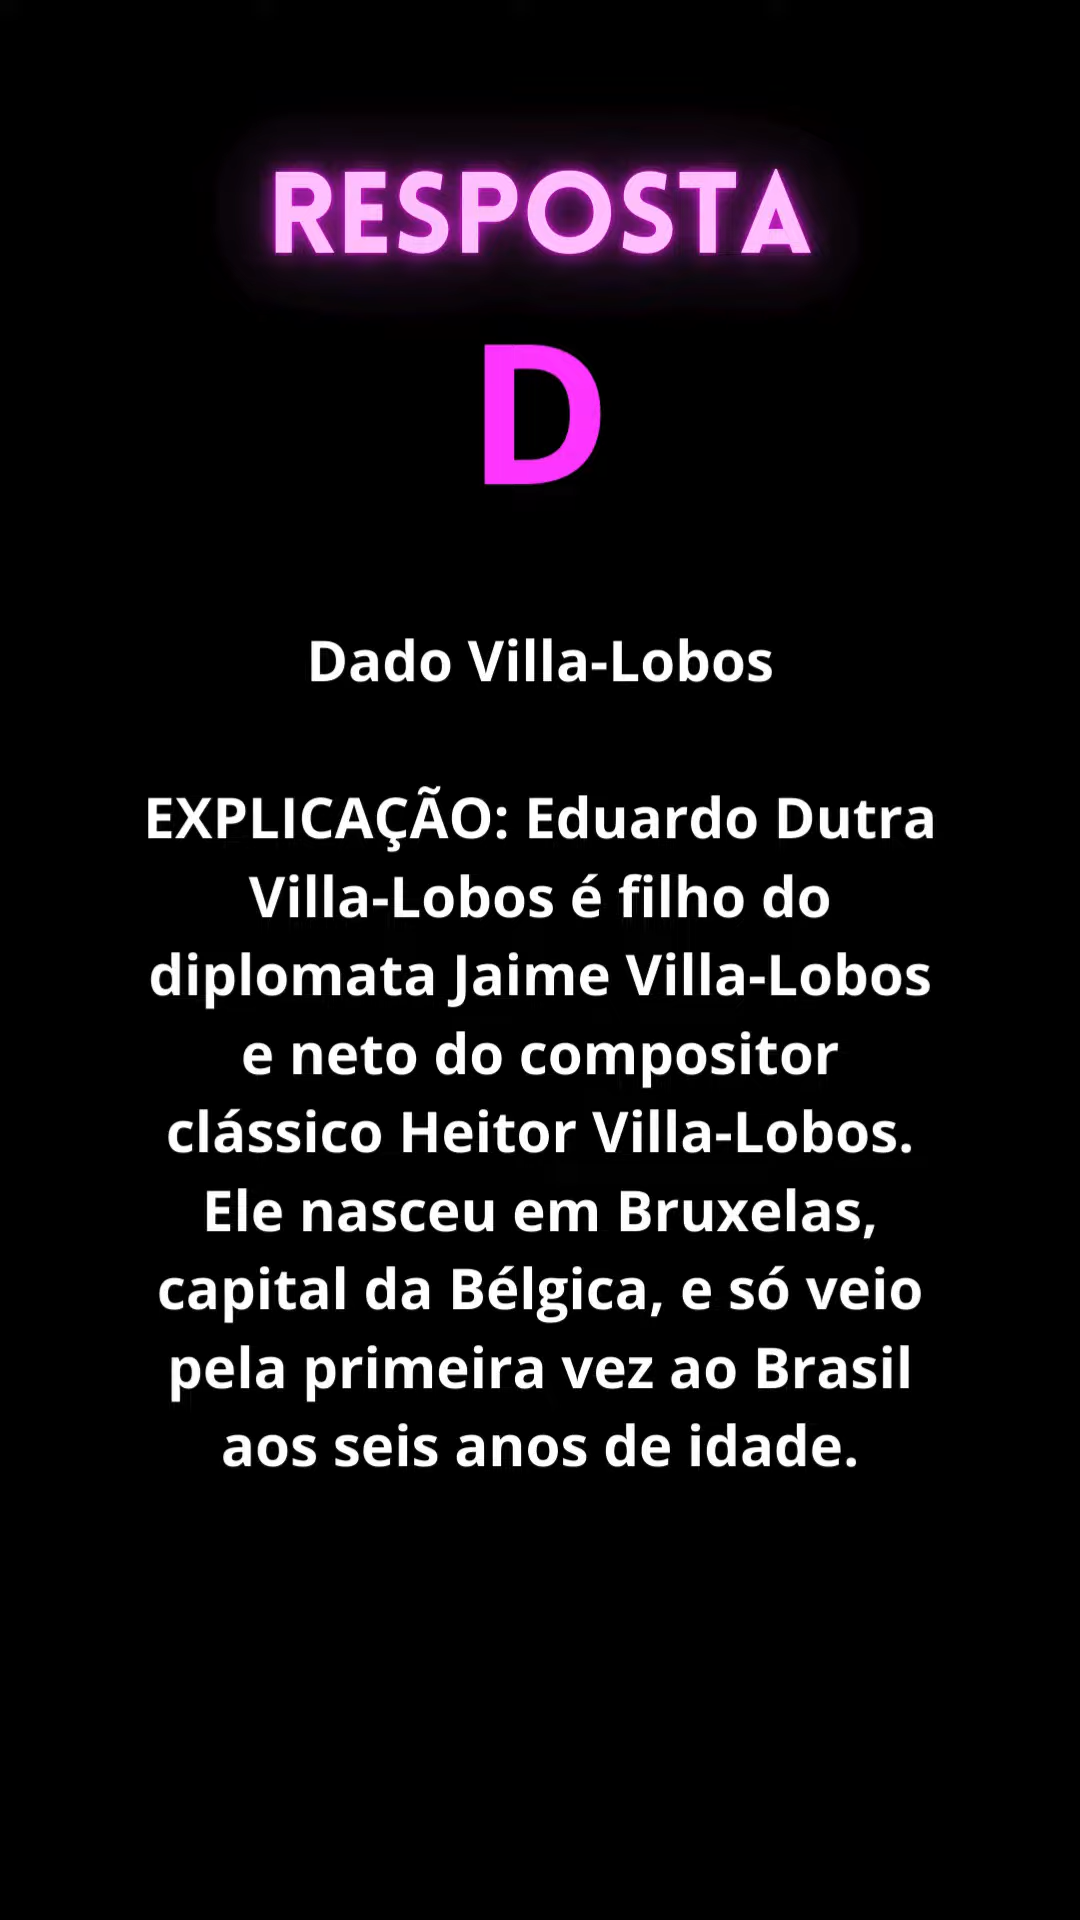 RESPOSTA
D
Dado Villa-Lobos
EXPLICAÇÃO: Eduardo Dutra
Villa-Lobos é filho do
diplomata Jaime Villa-Lobos
e neto do compositor
clássico Heitor Villa-Lobos.
Ele nasceu em Bruxelas,
capital da Bélgica, e só veio
pela primeira vez ao Brasil
aos seis anos de idade.